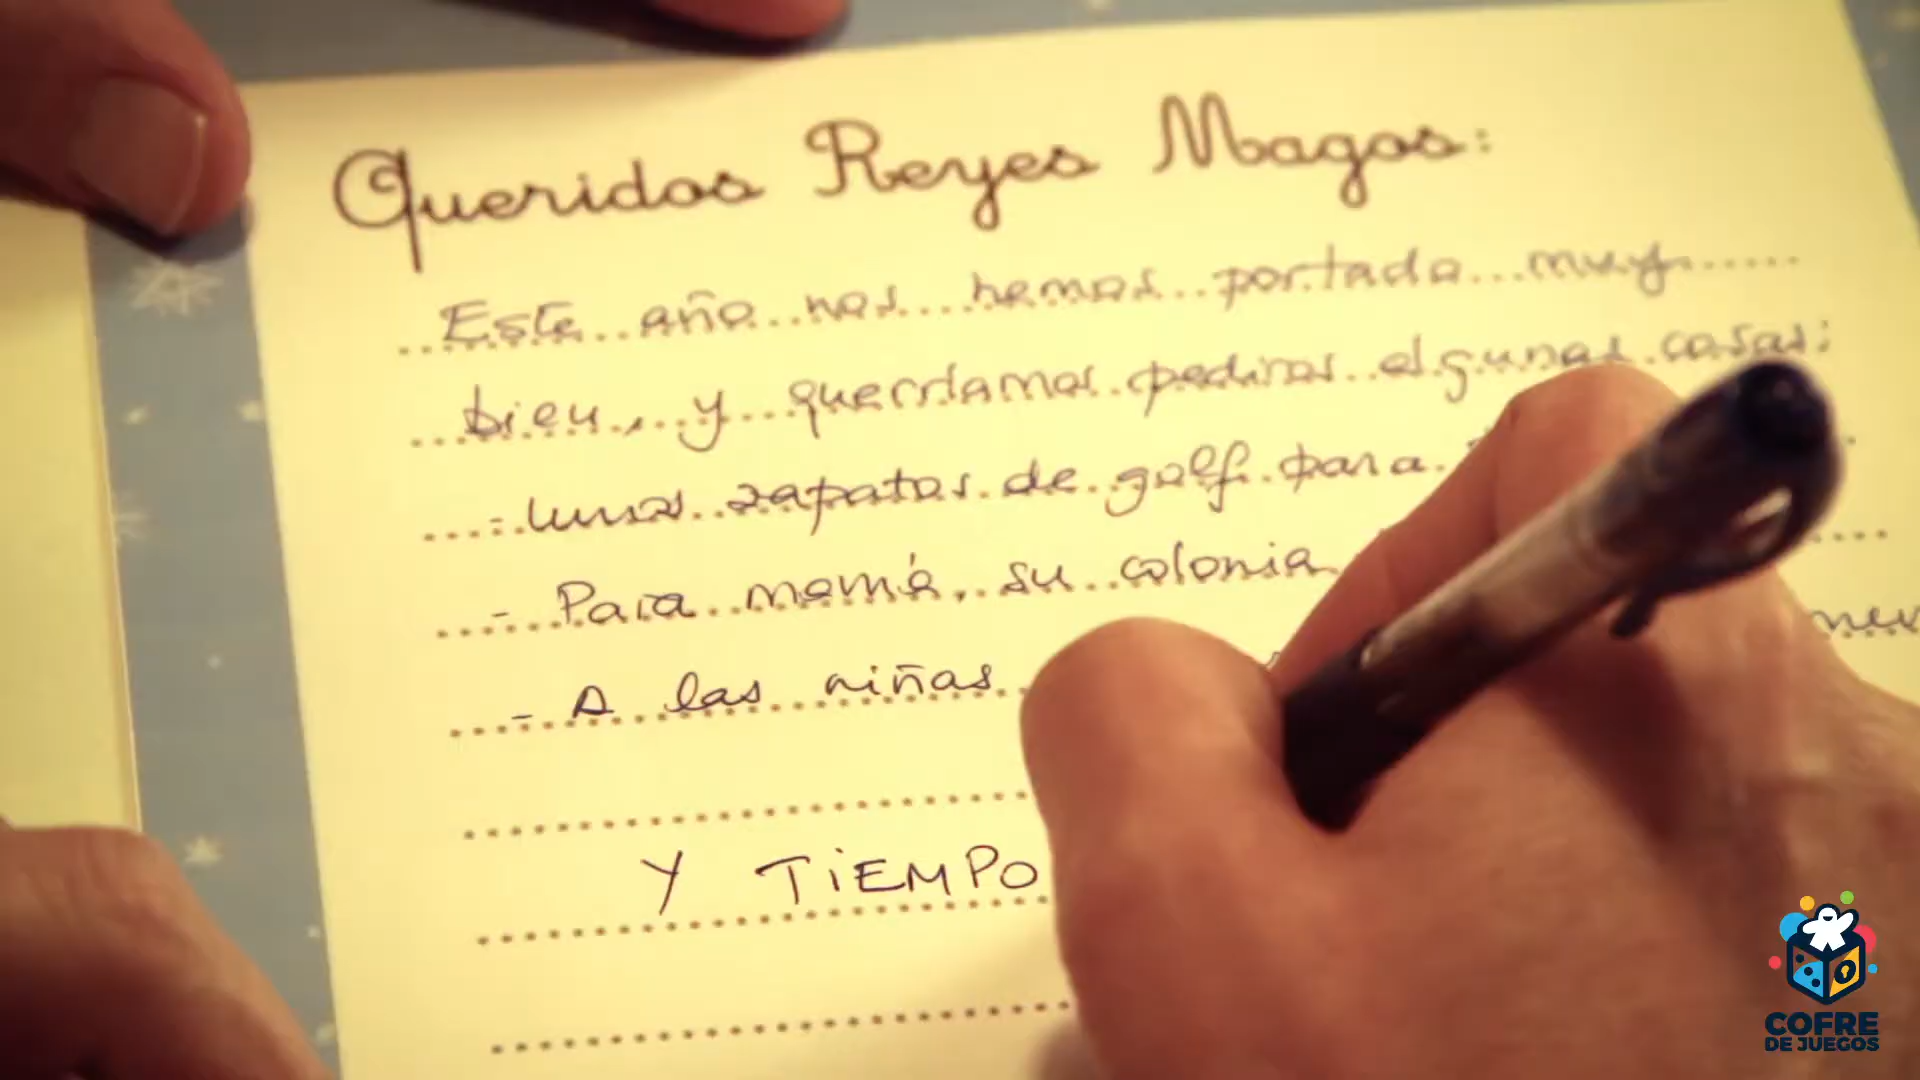 Queridos Reyes Magos:
Este año nos hemos portado muy
bien, y querríamos pediros algunas cosas:
- unos zapatos de golf para
- Para mamá, su colonia
- A las niñas
Y TIEMPO
COFRE
DE JUEGOS